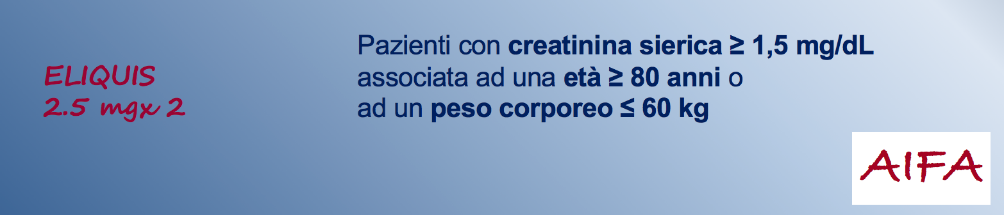 ELIQUIS
2.5 mgx 2
Pazienti con creatinina sierica ≥ 1,5 mg/dL
associata ad una età ≥ 80 anni o
ad un peso corporeo ≤ 60 kg
AIFA